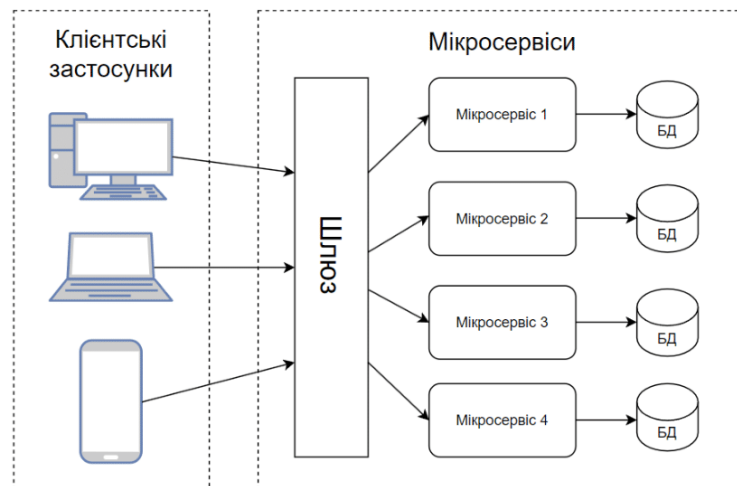 Клієнтські
застосунки
Мікросервіси
Шлюз
Мікросервіс 1
БД
Мікросервіс 2
БД
Мікросервіс 3
БД
Мікросервіс 4
БД